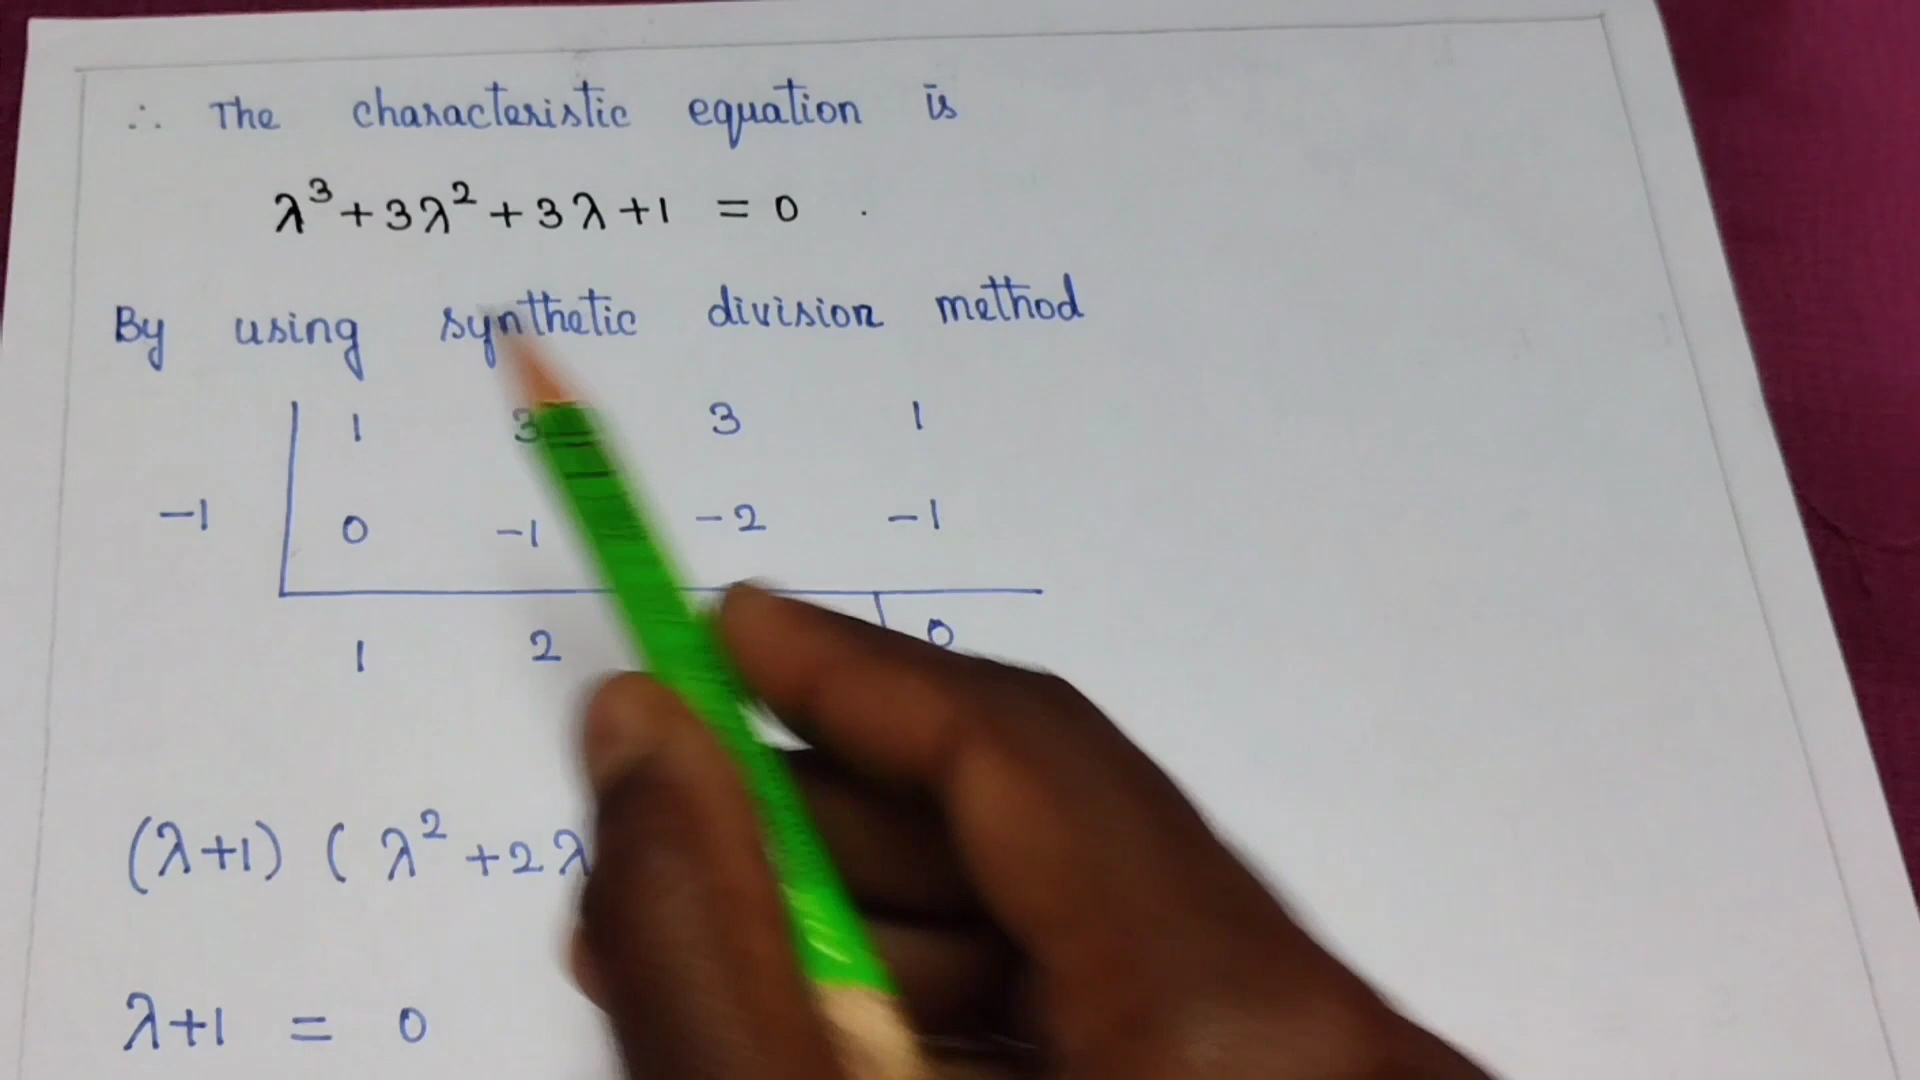 ∴ The characteristic equation is
λ³ + 3λ² + 3λ + 1 = 0 .
By using synthetic division method
1 3 3 1
-1 0 -1 -2 -1
1 2 0
(λ+1) ( λ² + 2λ
λ+1 = 0